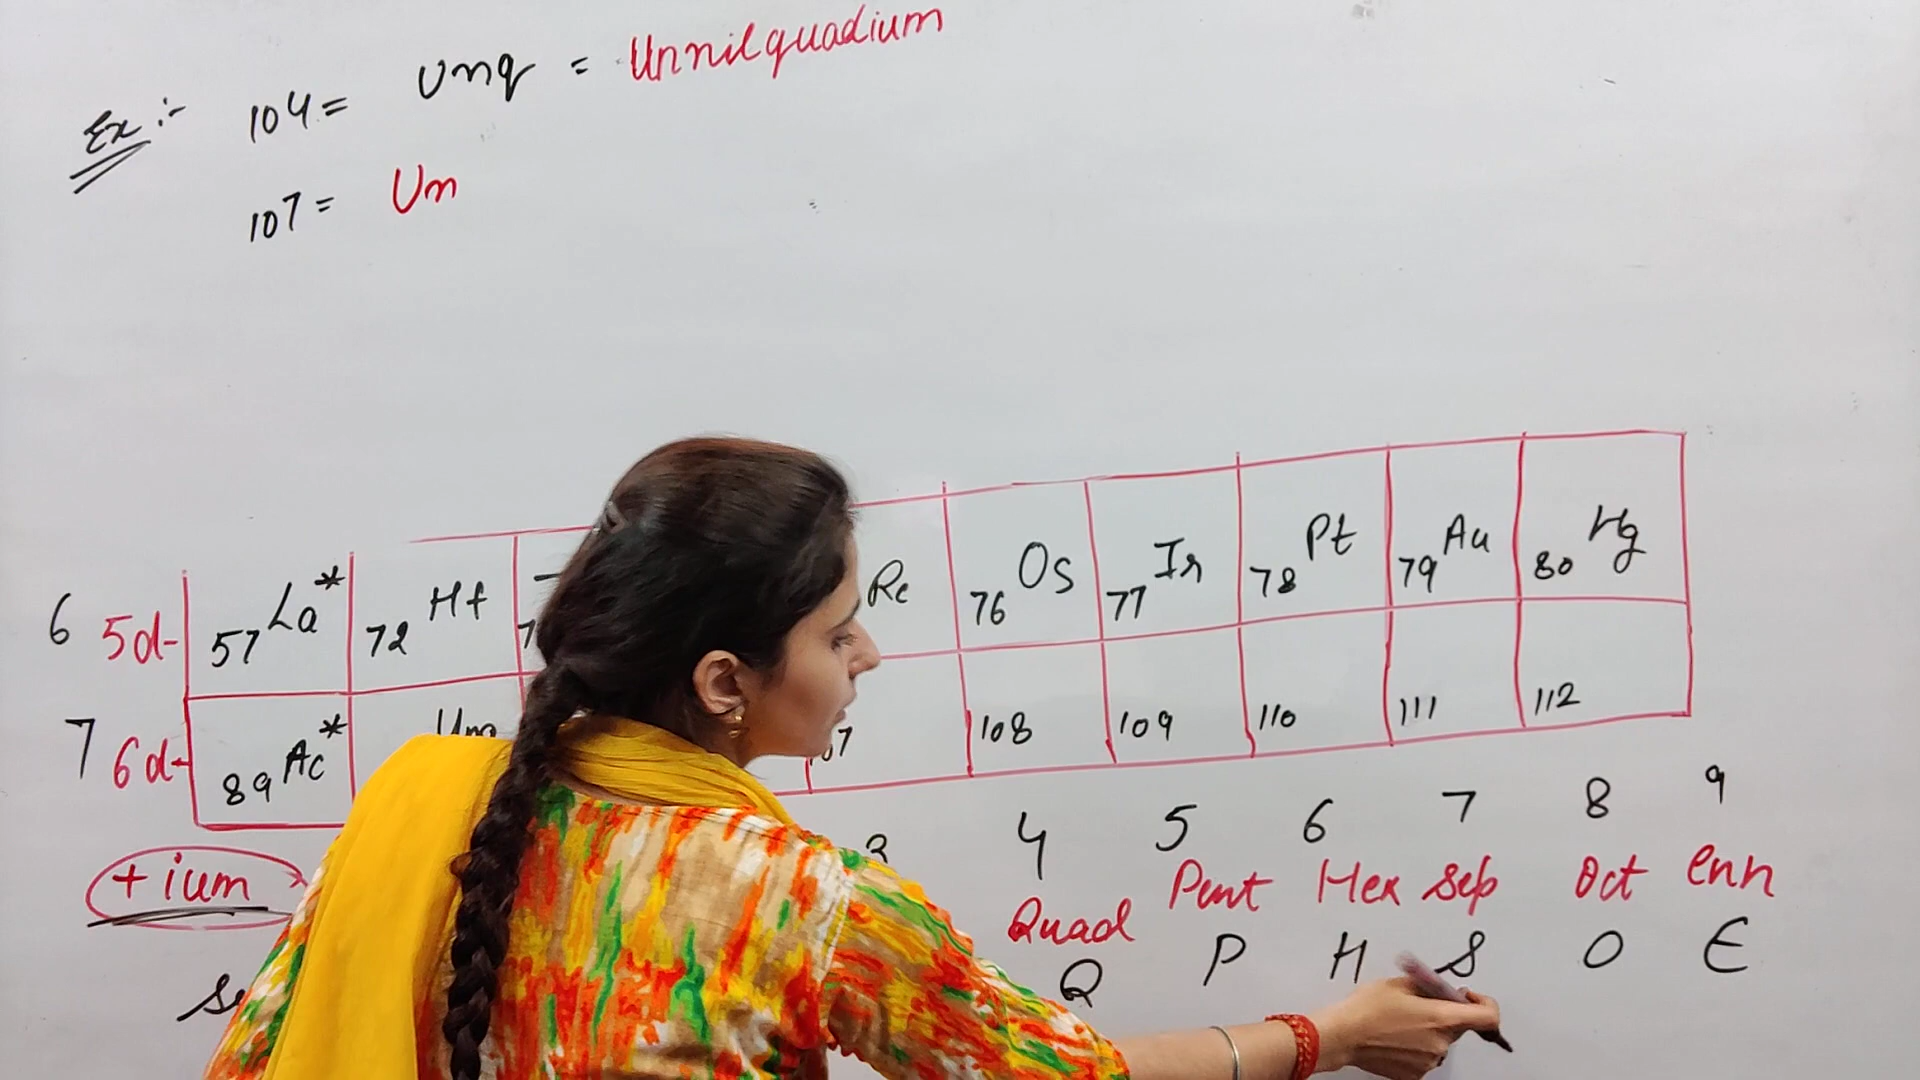 Ex :- 104 = Unq = Unnilquadium
107 = Un
6 5d- 57 La* 72 Hf Re 76 Os 77 Ir 78 Pt 79 Au 80 Hg
7 6d- 89 Ac* Unq 108 109 110 111 112
3 4 5 6 7 8 9
+ium Quad Pent Hex Sep Oct enn
Q P H S O E